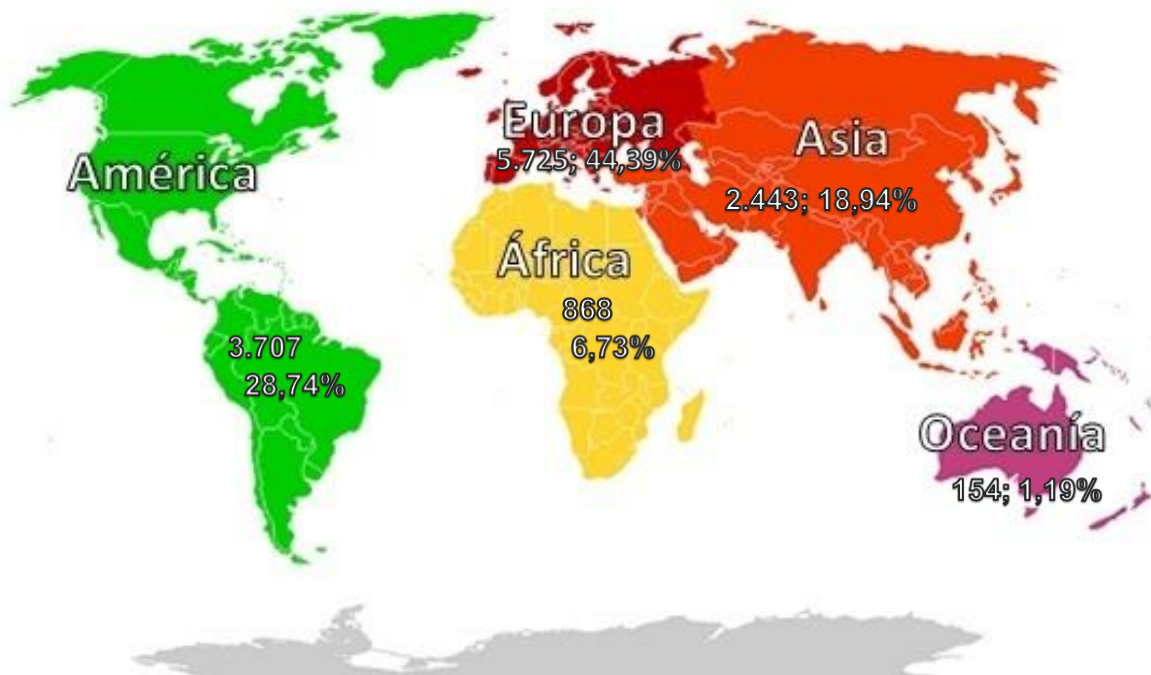 América
3.707
28,74%
Europa
5.725; 44,39%
África
868
6,73%
Asia
2.443; 18,94%
Oceanía
154; 1,19%